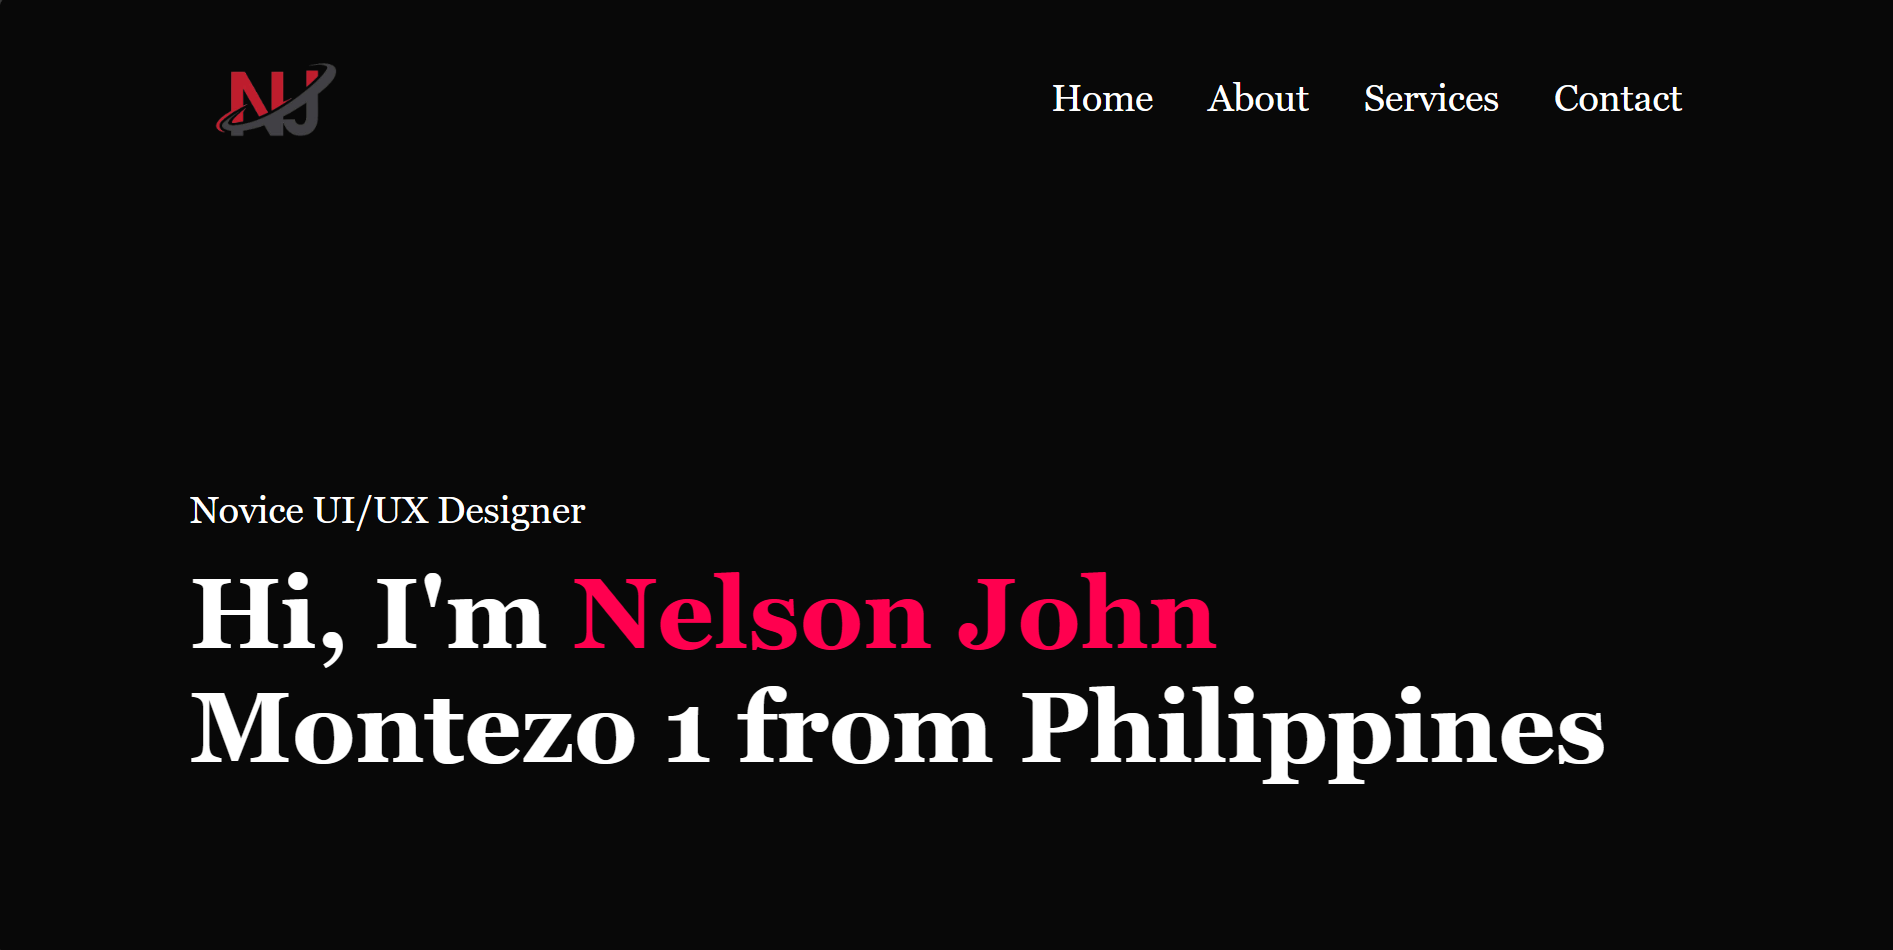 NJ
Home About Services Contact
Novice UI/UX Designer
Hi, I'm Nelson John
Montezo 1 from Philippines